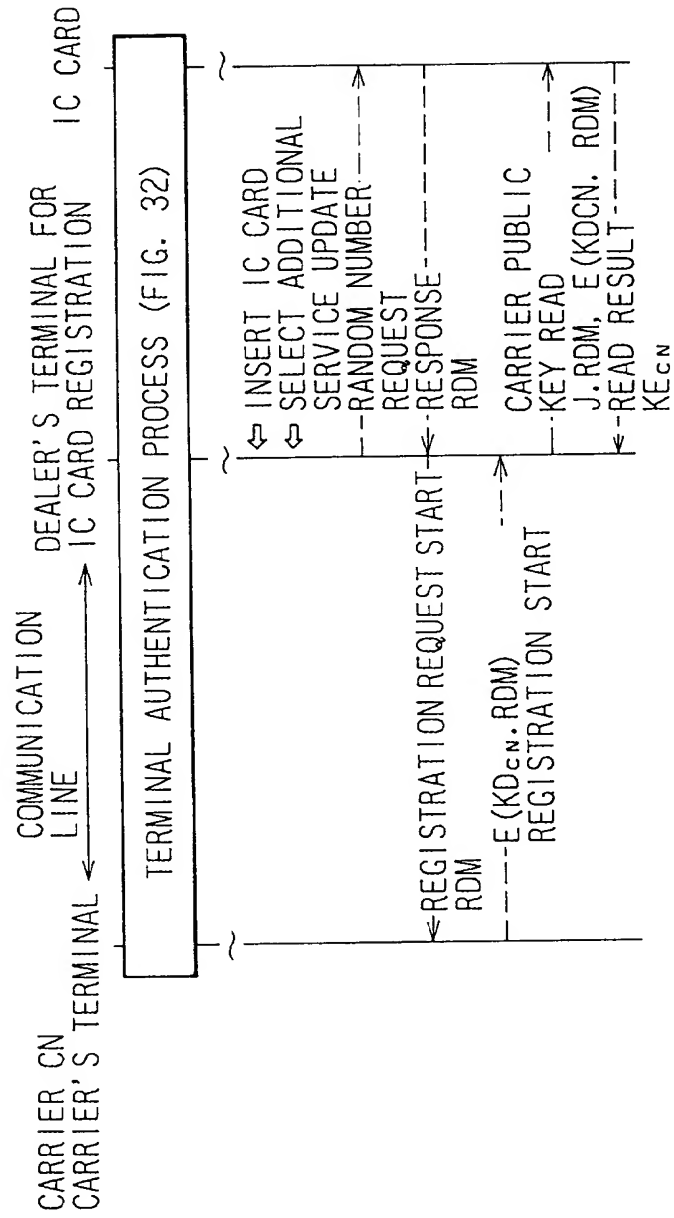 CARRIER CN
CARRIER'S TERMINAL
COMMUNICATION
LINE
DEALER'S TERMINAL FOR
IC CARD REGISTRATION
IC CARD
TERMINAL AUTHENTICATION PROCESS (FIG. 32)
INSERT IC CARD
SELECT ADDITIONAL
SERVICE UPDATE
RANDOM NUMBER
REQUEST
RESPONSE
RDM
REGISTRATION REQUEST START
RDM
E(KDCN.RDM)
REGISTRATION START
CARRIER PUBLIC
KEY READ
J.RDM, E(KDCN. RDM)
READ RESULT
KECN